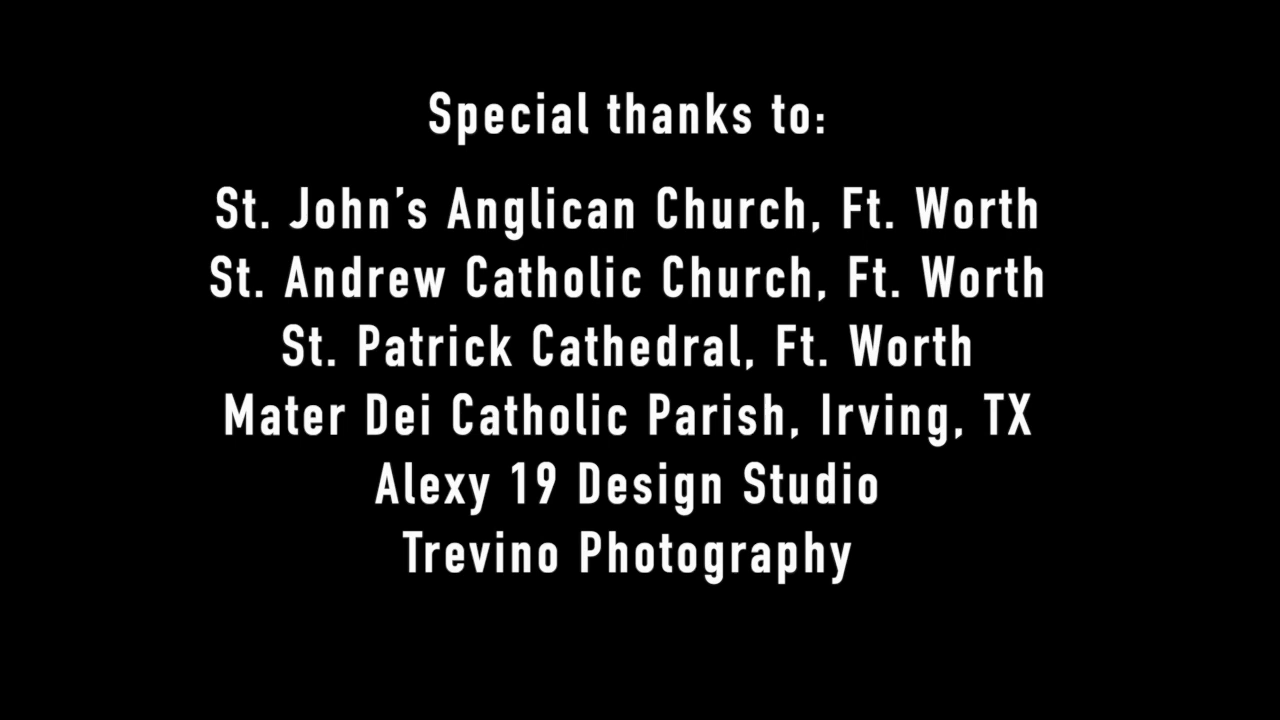 Special thanks to:
St. John’s Anglican Church, Ft. Worth
St. Andrew Catholic Church, Ft. Worth
St. Patrick Cathedral, Ft. Worth
Mater Dei Catholic Parish, Irving, TX
Alexy 19 Design Studio
Trevino Photography